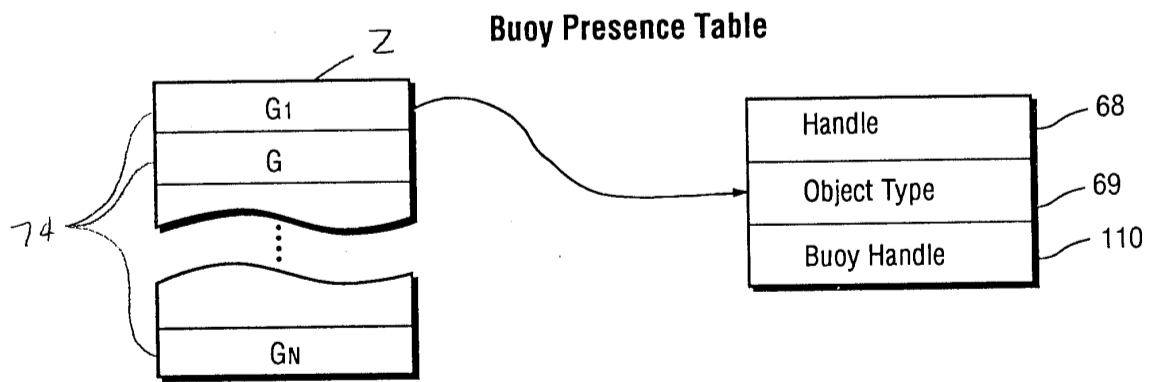 Buoy Presence Table
Z
G1
G
74
GN
Handle
68
Object Type
69
Buoy Handle
110